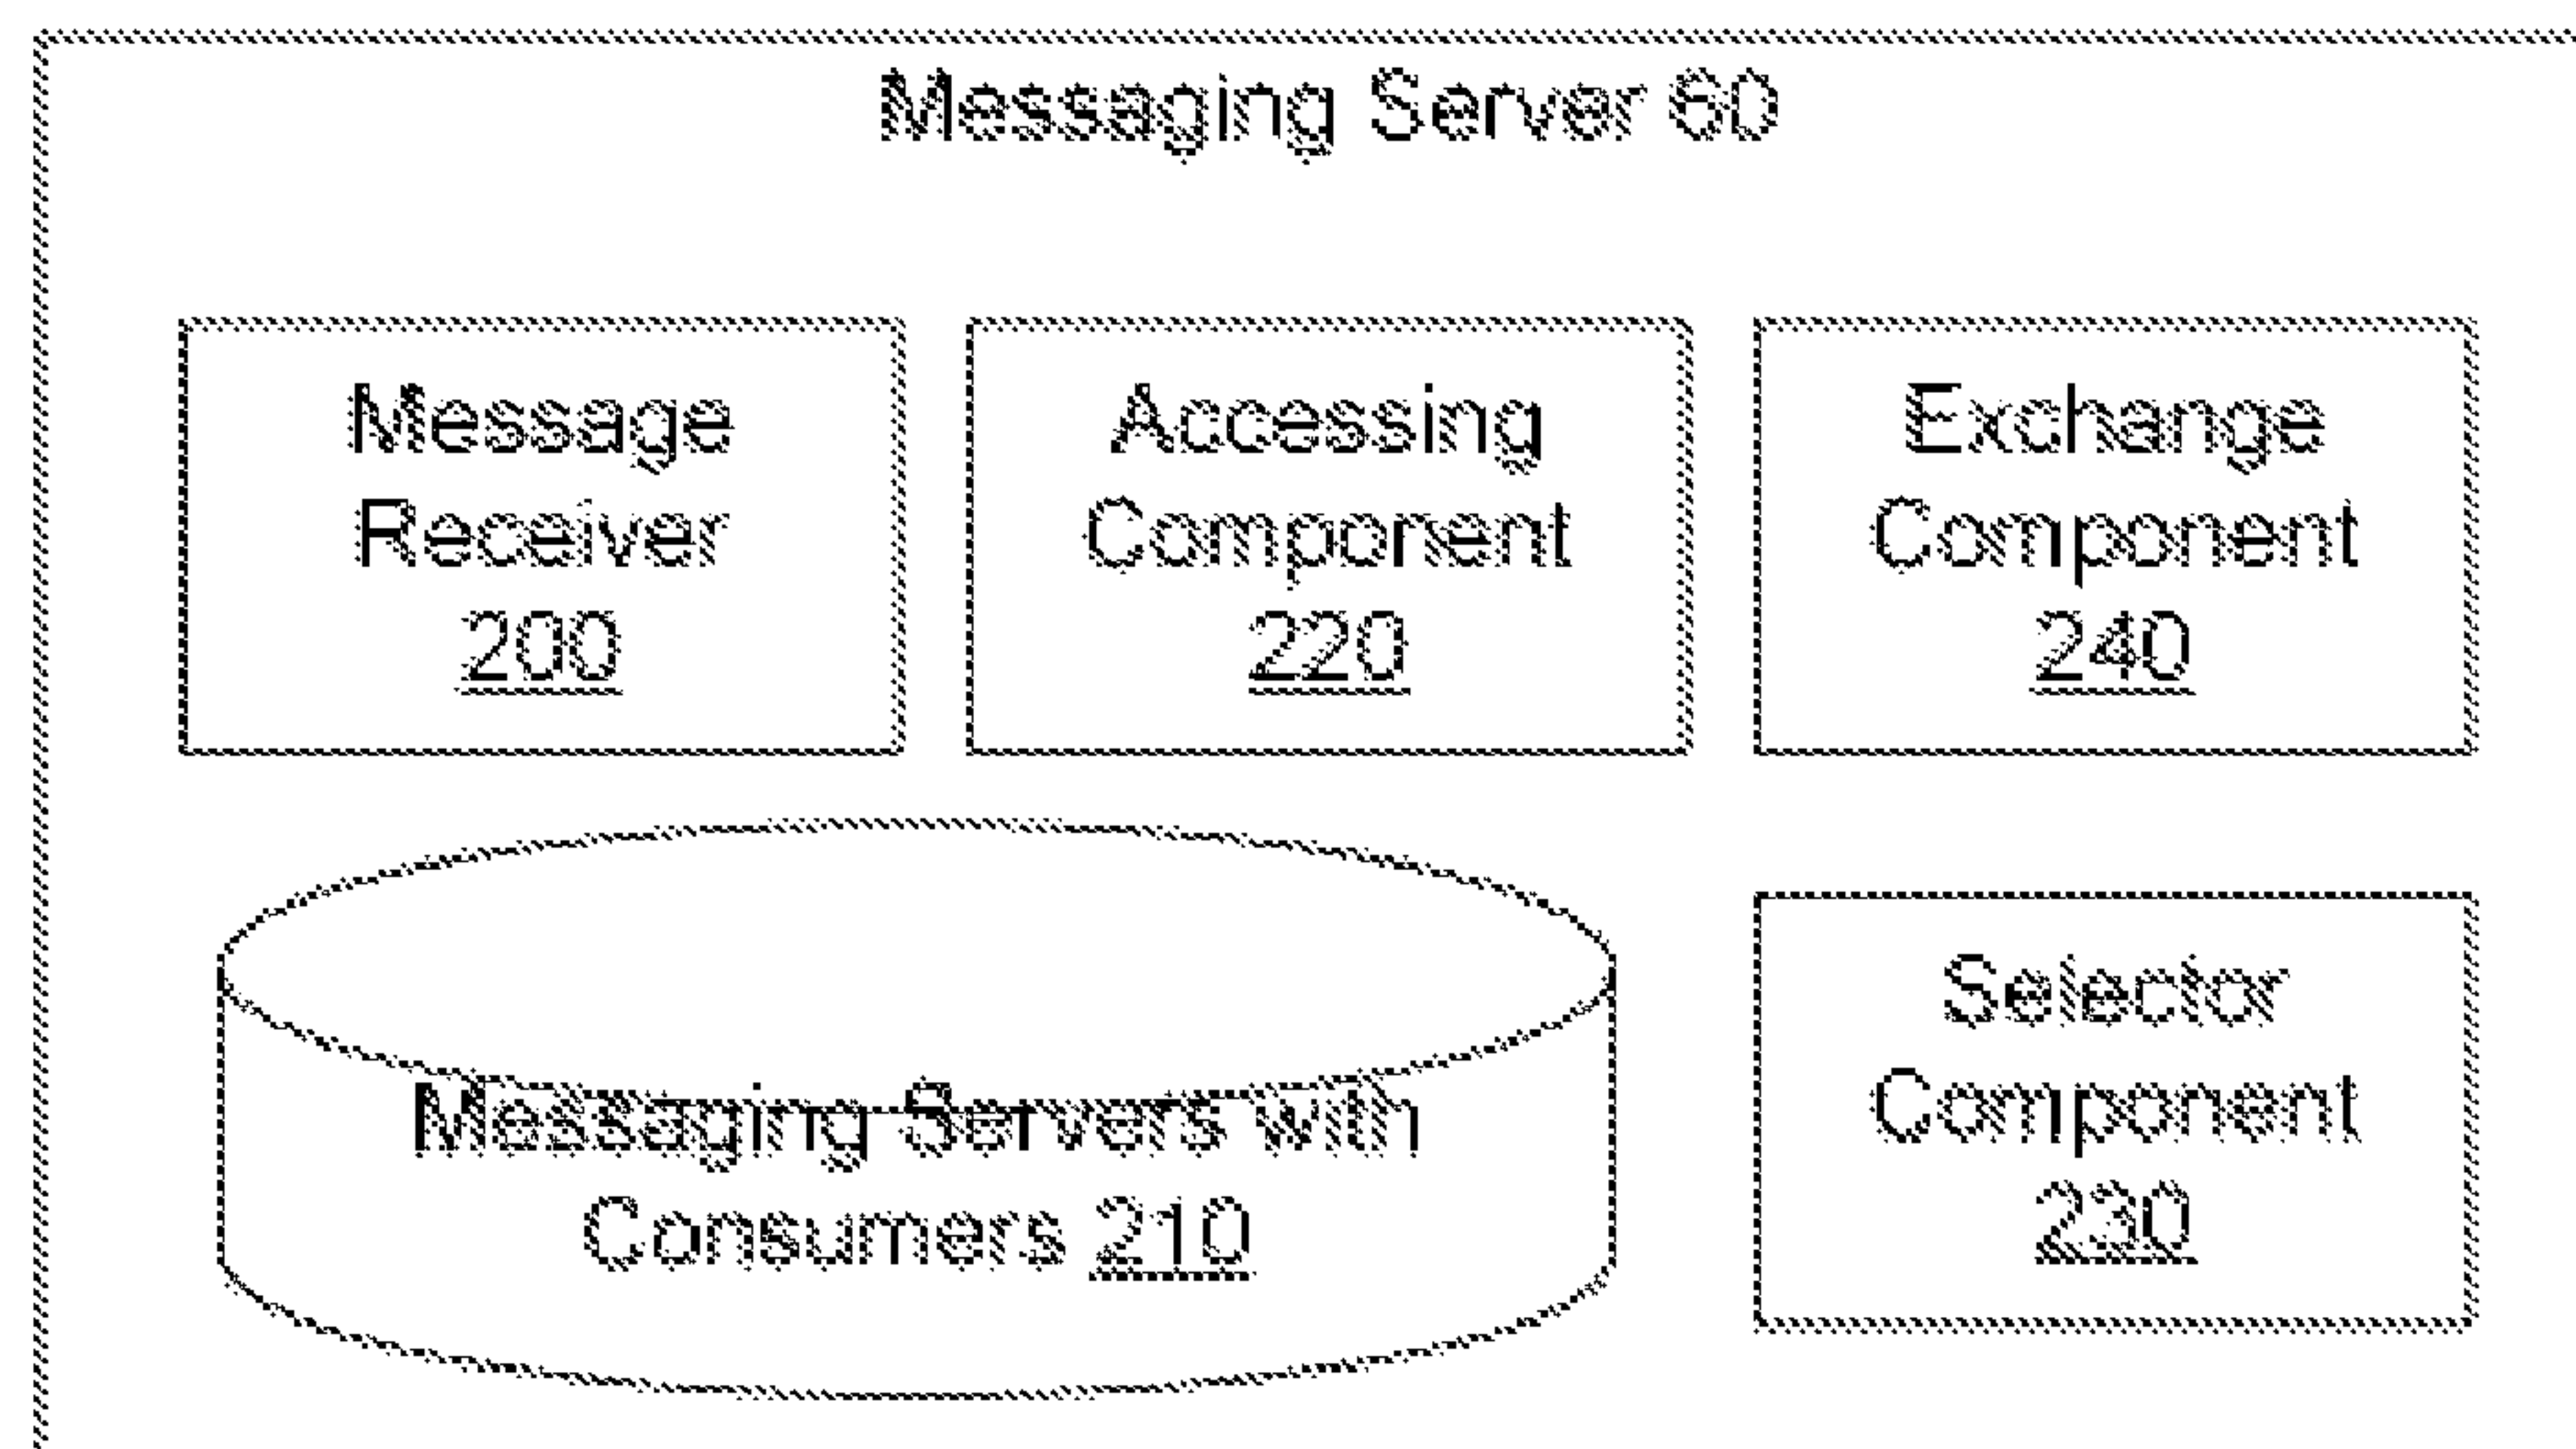 Messaging Server 60
Message
Receiver
200
Accessing
Component
220
Exchange
Component
240
Messaging Servers with
Consumers 210
Selector
Component
230